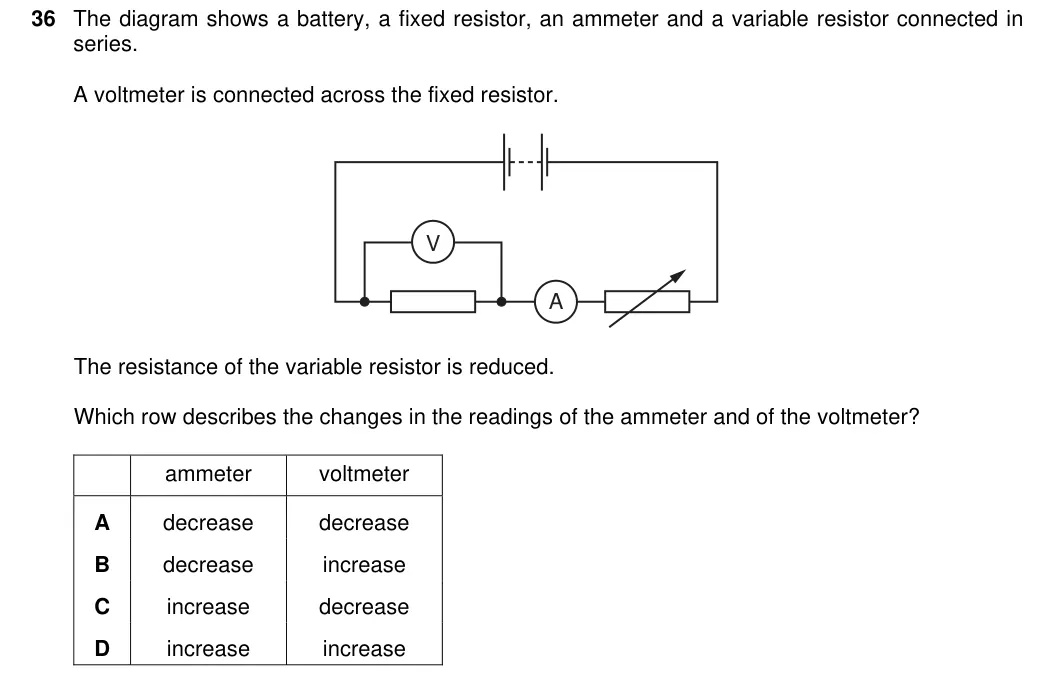 36 The diagram shows a battery, a fixed resistor, an ammeter and a variable resistor connected in
series.
A voltmeter is connected across the fixed resistor.
V
A
The resistance of the variable resistor is reduced.
Which row describes the changes in the readings of the ammeter and of the voltmeter?
ammeter voltmeter
A decrease decrease
B decrease increase
C increase decrease
D increase increase